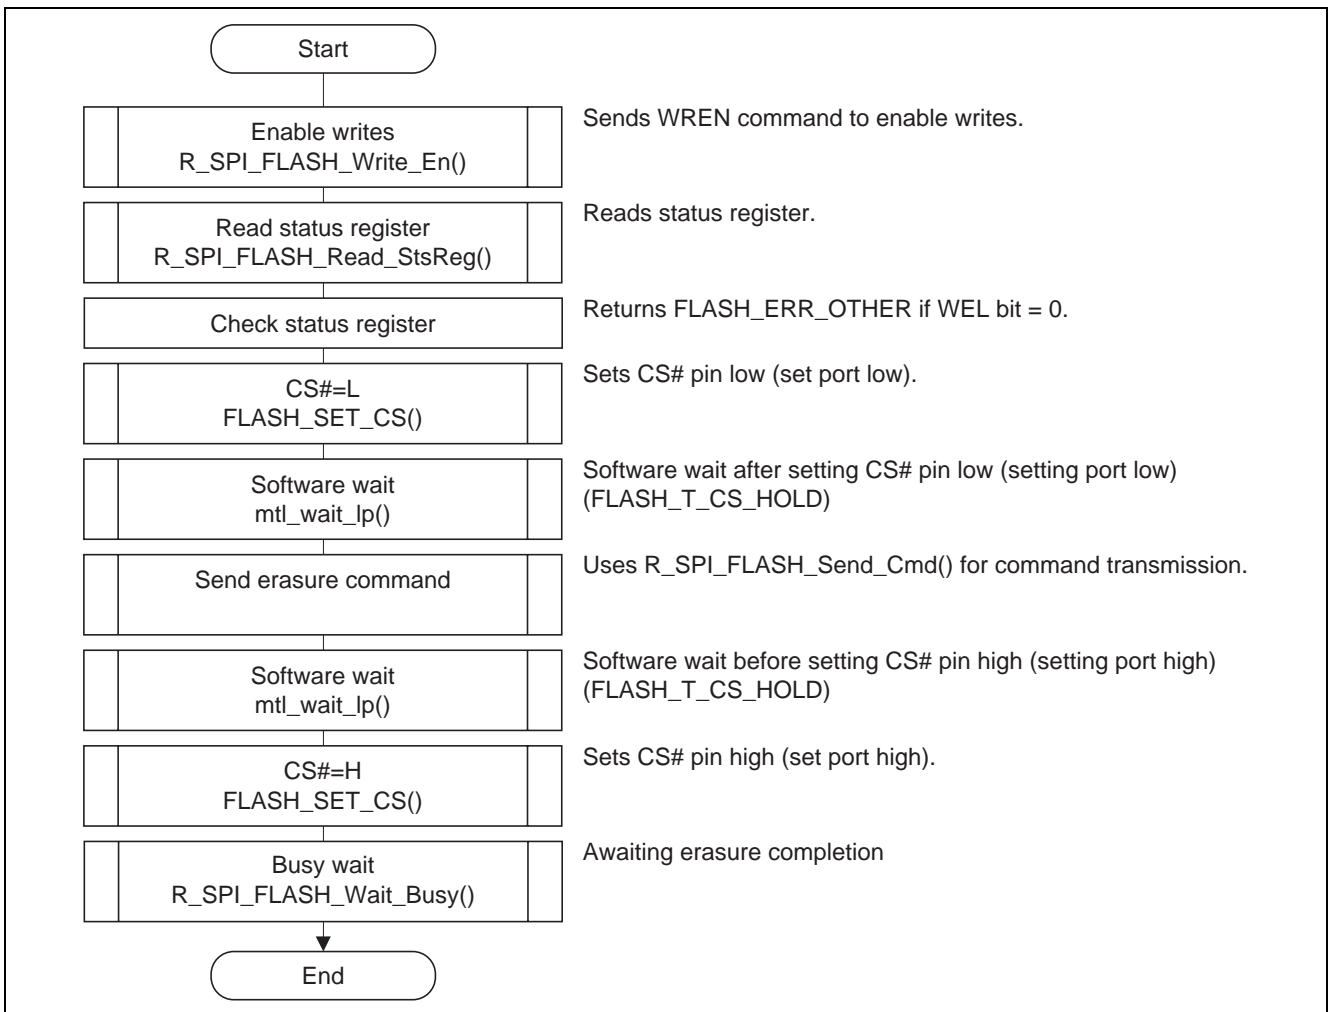 Start
Enable writes
R_SPI_FLASH_Write_En()
Sends WREN command to enable writes.
Read status register
R_SPI_FLASH_Read_StsReg()
Reads status register.
Check status register
Returns FLASH_ERR_OTHER if WEL bit = 0.
CS#=L
FLASH_SET_CS()
Sets CS# pin low (set port low).
Software wait
mtl_wait_lp()
Software wait after setting CS# pin low (setting port low)
(FLASH_T_CS_HOLD)
Send erasure command
Uses R_SPI_FLASH_Send_Cmd() for command transmission.
Software wait
mtl_wait_lp()
Software wait before setting CS# pin high (setting port high)
(FLASH_T_CS_HOLD)
CS#=H
FLASH_SET_CS()
Sets CS# pin high (set port high).
Busy wait
R_SPI_FLASH_Wait_Busy()
Awaiting erasure completion
End